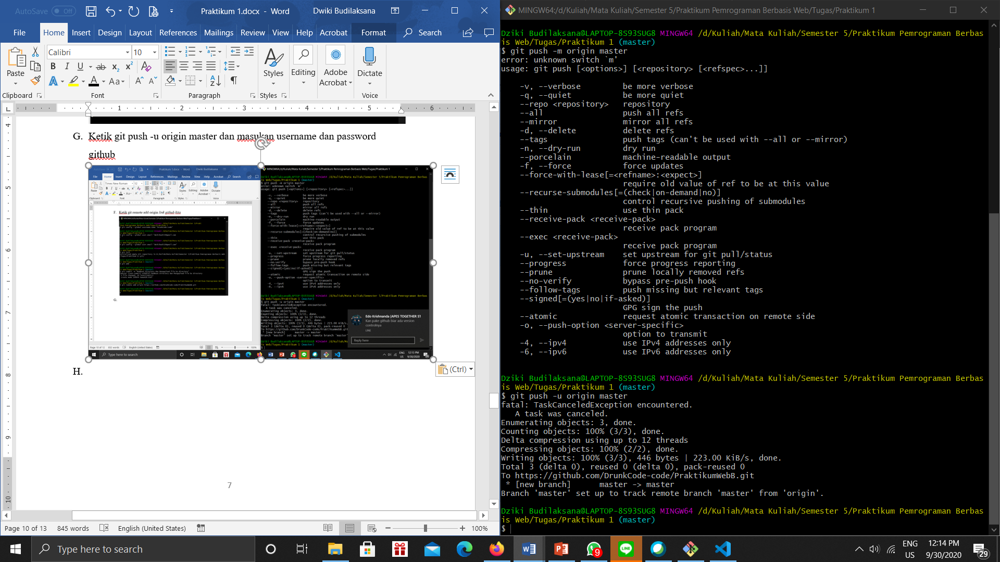 AutoSave Off
Praktikum 1.docx - Word
Dwiki Budilaksana
File Home Insert Design Layout References Mailings Review View Help Acrobat Format Search
Paste
Calibri 10
Styles
Editing
Adobe Acrobat
Dictate
Clipboard Font Paragraph Styles Voice
G. Ketik git push -u origin master dan masukan username dan password
github
F. Ketik git remote add origin link github kita
G.
Edo Krishnanda (APES TOGETHER S1
Kan pake github biar ada version
controlnya
LINE
Reply here
(Ctrl)
H.
7
Page 10 of 13 845 words English (United States) 100%
MINGW64:/d/Kuliah/Mata Kuliah/Semester 5/Praktikum Pemrograman Berbasis Web/Tugas/Praktikum 1
Dziki Budilaksana@LAPTOP-8S93SUG8 MINGW64 /d/Kuliah/Mata Kuliah/Semester 5/Praktikum Pemrograman Berbas
is Web/Tugas/Praktikum 1 (master)
$ git push -m origin master
error: unknown switch `m'
usage: git push [<options>] [<repository> [<refspec>...]]
-v, --verbose be more verbose
-q, --quiet be more quiet
--repo <repository> repository
--all push all refs
--mirror mirror all refs
-d, --delete delete refs
--tags push tags (can't be used with --all or --mirror)
-n, --dry-run dry run
--porcelain machine-readable output
-f, --force force updates
--force-with-lease[=<refname>:<expect>]
require old value of ref to be at this value
--recurse-submodules[=(check|on-demand|no)]
control recursive pushing of submodules
--thin use thin pack
--receive-pack <receive-pack>
receive pack program
--exec <receive-pack>
receive pack program
-u, --set-upstream set upstream for git pull/status
--progress force progress reporting
--prune prune locally removed refs
--no-verify bypass pre-push hook
--follow-tags push missing but relevant tags
--signed[=(yes|no|if-asked)]
GPG sign the push
--atomic request atomic transaction on remote side
-o, --push-option <server-specific>
option to transmit
-4, --ipv4 use IPv4 addresses only
-6, --ipv6 use IPv6 addresses only
Dziki Budilaksana@LAPTOP-8S93SUG8 MINGW64 /d/Kuliah/Mata Kuliah/Semester 5/Praktikum Pemrograman Berbas
is Web/Tugas/Praktikum 1 (master)
$ git push -u origin master
fatal: TaskCanceledException encountered.
A task was canceled.
Enumerating objects: 3, done.
Counting objects: 100% (3/3), done.
Delta compression using up to 12 threads
Compressing objects: 100% (2/2), done.
Writing objects: 100% (3/3), 446 bytes | 223.00 KiB/s, done.
Total 3 (delta 0), reused 0 (delta 0), pack-reused 0
To https://github.com/DrunkCode-code/PraktikumWebB.git
* [new branch] master -> master
Branch 'master' set up to track remote branch 'master' from 'origin'.
Dziki Budilaksana@LAPTOP-8S93SUG8 MINGW64 /d/Kuliah/Mata Kuliah/Semester 5/Praktikum Pemrograman Berbas
is Web/Tugas/Praktikum 1 (master)
$
Type here to search
9
ENG
US
12:14 PM
9/30/2020
29